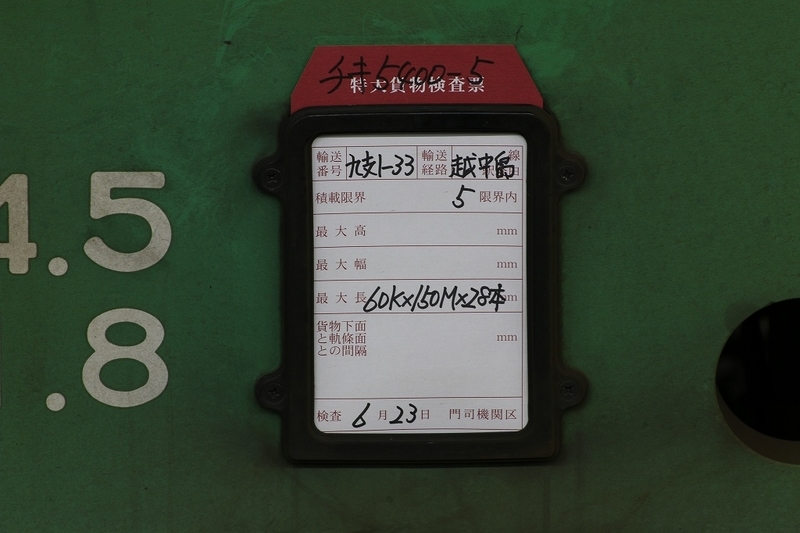 チキ5400-5
特大貨物検査票
輸送番号 九支1-33 輸送経路 越中島 線
積載限界 5 限界内
最大高 mm
最大幅 mm
最大長 60K×150M×28本
貨物下面
と軌條面 mm
との間隔
検査 6月23日 門司機関区
4.5
.8